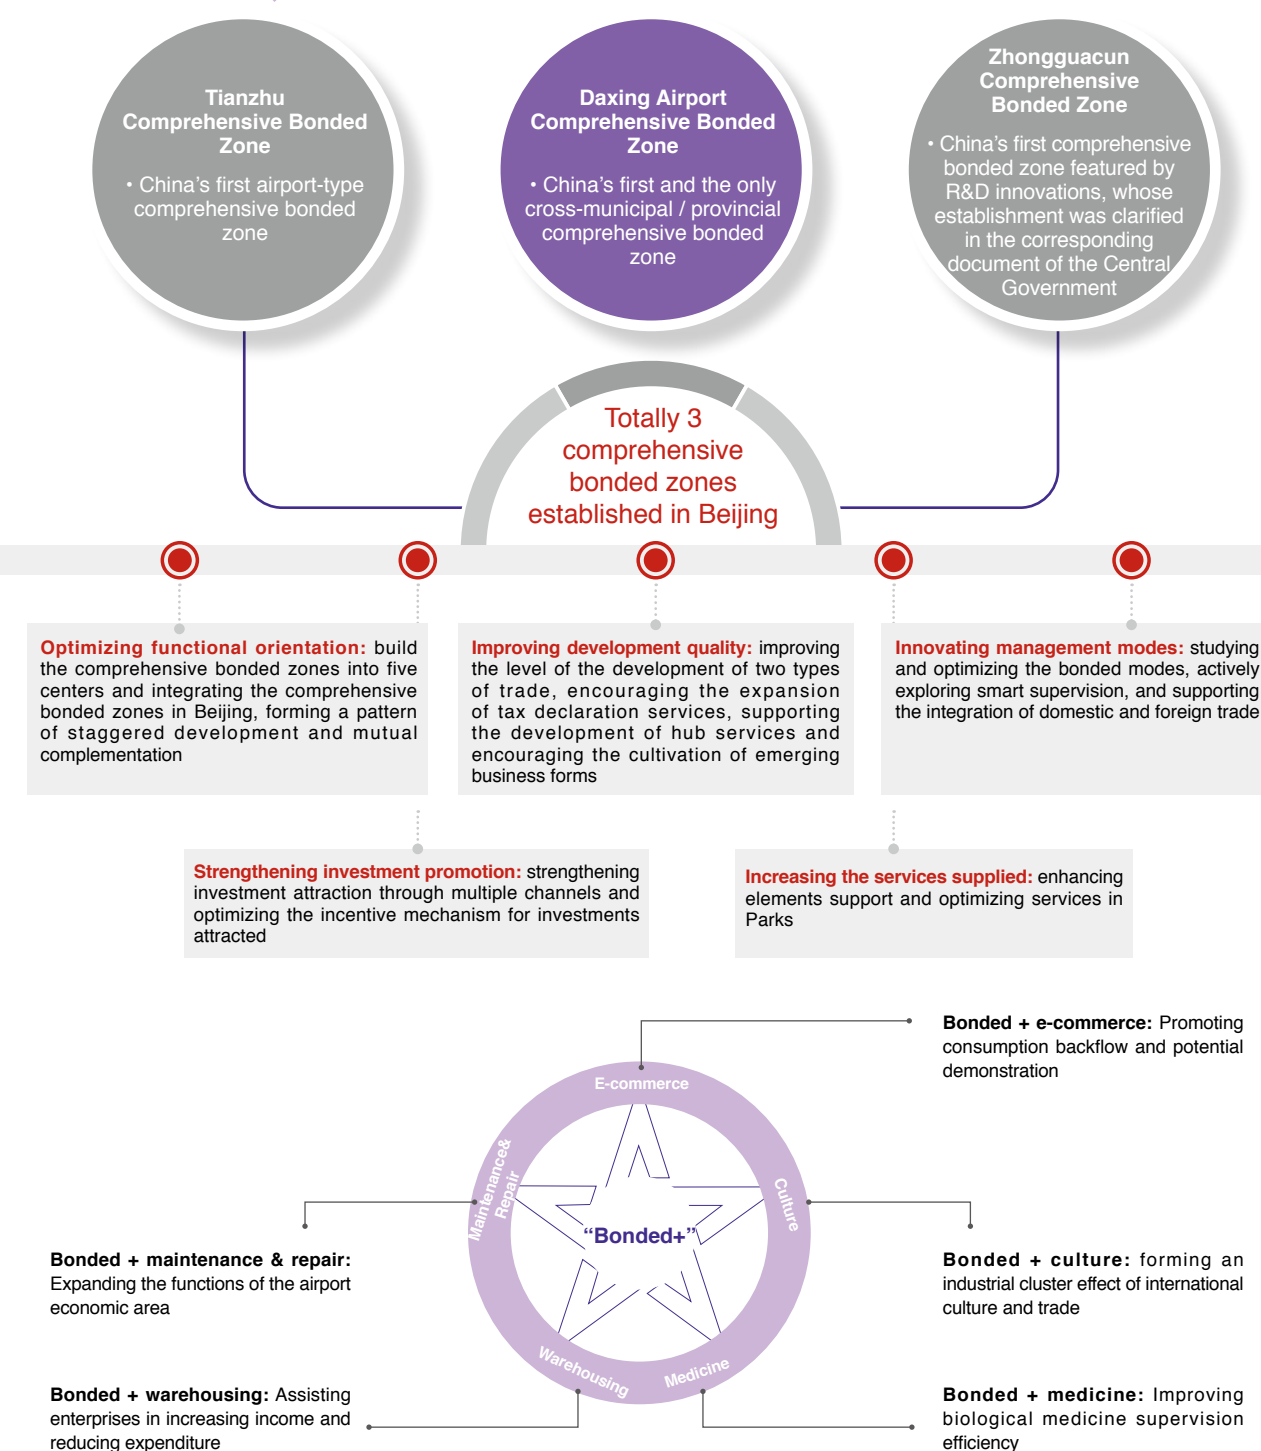 Tianzhu
Comprehensive Bonded
Zone
• China's first airport-type
comprehensive bonded
zone
Daxing Airport
Comprehensive Bonded
Zone
• China's first and the only
cross-municipal / provincial
comprehensive bonded
zone
Zhongguacun
Comprehensive
Bonded Zone
• China's first comprehensive
bonded zone featured by
R&D innovations, whose
establishment was clarified
in the corresponding
document of the Central
Government
Totally 3
comprehensive
bonded zones
established in Beijing
Optimizing functional orientation: build
the comprehensive bonded zones into five
centers and integrating the comprehensive
bonded zones in Beijing, forming a pattern
of staggered development and mutual
complementation
Improving development quality: improving
the level of the development of two types
of trade, encouraging the expansion
of tax declaration services, supporting
the development of hub services and
encouraging the cultivation of emerging
business forms
Innovating management modes: studying
and optimizing the bonded modes, actively
exploring smart supervision, and supporting
the integration of domestic and foreign trade
Strengthening investment promotion: strengthening
investment attraction through multiple channels and
optimizing the incentive mechanism for investments
attracted
Increasing the services supplied: enhancing
elements support and optimizing services in
Parks
Bonded + e-commerce: Promoting
consumption backflow and potential
demonstration
E-commerce
Maintenance&
Repair
Culture
"Bonded+"
Warehousing
Medicine
Bonded + maintenance & repair:
Expanding the functions of the airport
economic area
Bonded + culture: forming an
industrial cluster effect of international
culture and trade
Bonded + warehousing: Assisting
enterprises in increasing income and
reducing expenditure
Bonded + medicine: Improving
biological medicine supervision
efficiency